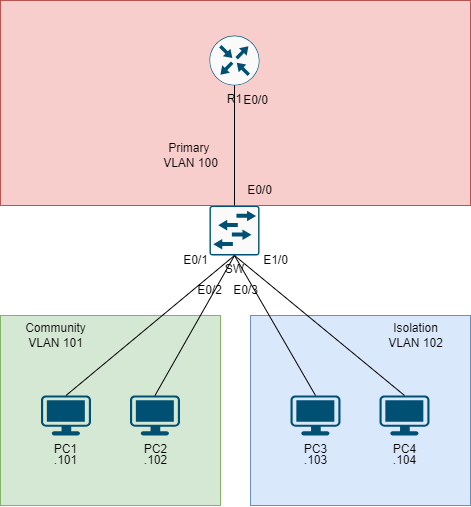 R1
E0/0
Primary
VLAN 100
E0/0
E0/1
SW
E1/0
E0/2
E0/3
Community
VLAN 101
Isolation
VLAN 102
PC1
.101
PC2
.102
PC3
.103
PC4
.104